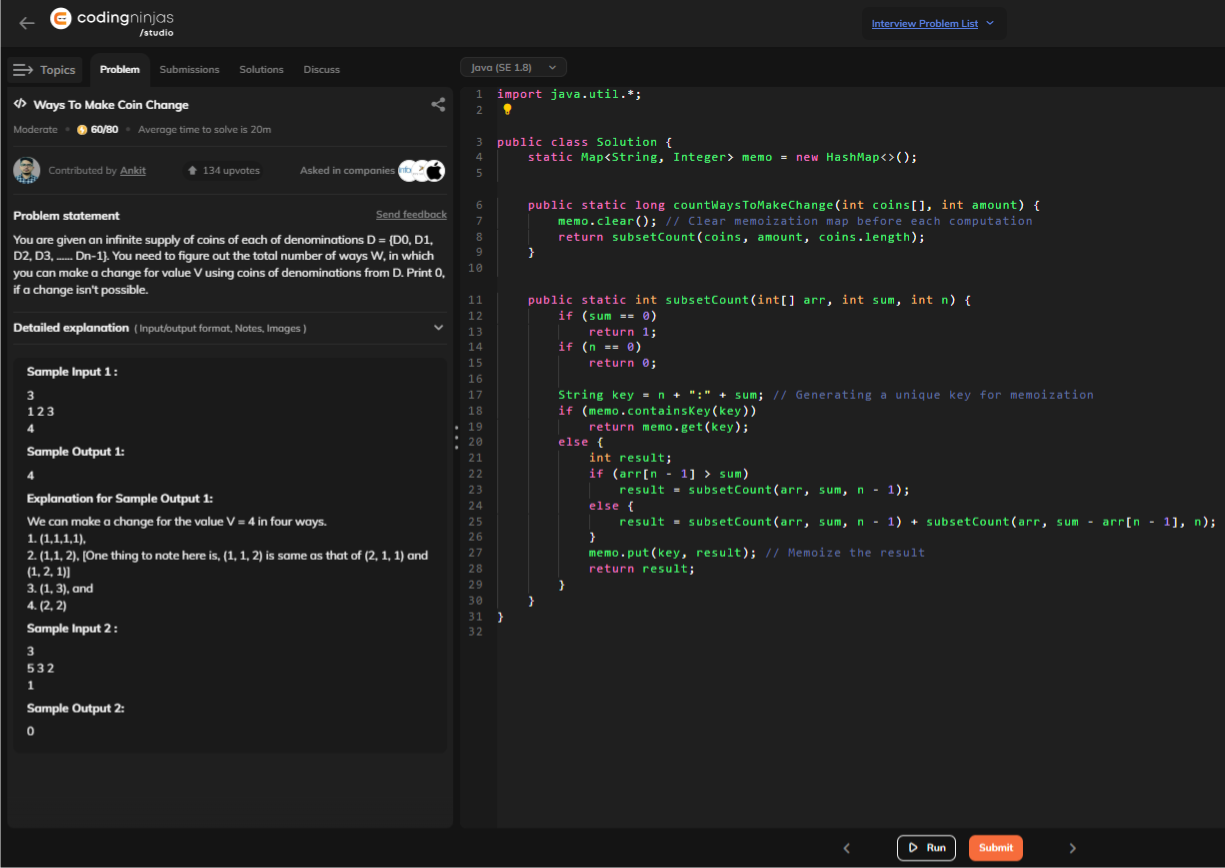 codingninjas
/studio
Interview Problem List
Topics
Problem
Submissions
Solutions
Discuss
Ways To Make Coin Change
Moderate
60/80
Average time to solve is 20m
Contributed by Ankit
134 upvotes
Asked in companies
Problem statement
Send feedback
You are given an infinite supply of coins of each of denominations D = {D0, D1,
D2, D3, ...... Dn-1}. You need to figure out the total number of ways W, in which
you can make a change for value V using coins of denominations from D. Print 0,
if a change isn't possible.
Detailed explanation ( Input/output format, Notes, Images )
Sample Input 1 :
3
1 2 3
4
Sample Output 1:
4
Explanation for Sample Output 1:
We can make a change for the value V = 4 in four ways.
1. (1,1,1,1),
2. (1,1, 2), [One thing to note here is, (1, 1, 2) is same as that of (2, 1, 1) and
(1, 2, 1)]
3. (1, 3), and
4. (2, 2)
Sample Input 2 :
3
5 3 2
1
Sample Output 2:
0
Java (SE 1.8)
1 import java.util.*;
2
3 public class Solution {
4 static Map<String, Integer> memo = new HashMap<>();
5
6 public static long countWaysToMakeChange(int coins[], int amount) {
7 memo.clear(); // Clear memoization map before each computation
8 return subsetCount(coins, amount, coins.length);
9 }
10
11 public static int subsetCount(int[] arr, int sum, int n) {
12 if (sum == 0)
13 return 1;
14 if (n == 0)
15 return 0;
16
17 String key = n + ":" + sum; // Generating a unique key for memoization
18 if (memo.containsKey(key))
19 return memo.get(key);
20 else {
21 int result;
22 if (arr[n - 1] > sum)
23 result = subsetCount(arr, sum, n - 1);
24 else {
25 result = subsetCount(arr, sum, n - 1) + subsetCount(arr, sum - arr[n - 1], n);
26 }
27 memo.put(key, result); // Memoize the result
28 return result;
29 }
30 }
31 }
32
Run
Submit